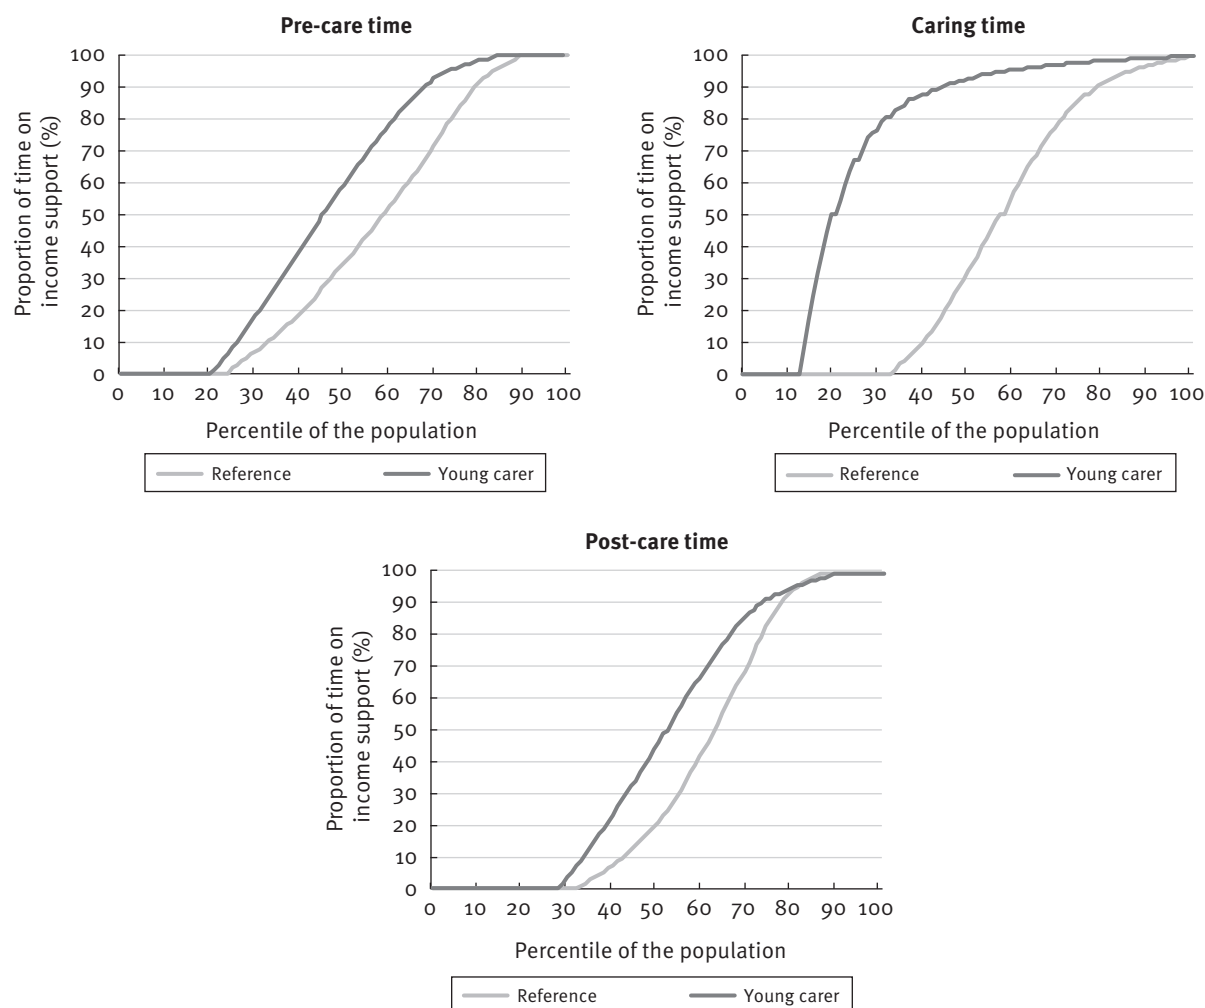 Pre-care time
100
90
80
70
60
50
40
30
20
10
0
Proportion of time on
income support (%)
0 10 20 30 40 50 60 70 80 90 100
Percentile of the population
Reference Young carer
Caring time
100
90
80
70
60
50
40
30
20
10
0
Proportion of time on
income support (%)
0 10 20 30 40 50 60 70 80 90 100
Percentile of the population
Reference Young carer
Post-care time
100
90
80
70
60
50
40
30
20
10
0
Proportion of time on
income support (%)
0 10 20 30 40 50 60 70 80 90 100
Percentile of the population
Reference Young carer